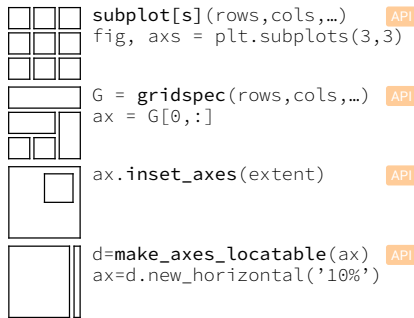 subplot[s](rows,cols,…) API
fig, axs = plt.subplots(3,3)
G = gridspec(rows,cols,…) API
ax = G[0,:]
ax.inset_axes(extent) API
d=make_axes_locatable(ax) API
ax=d.new_horizontal(’10%’)